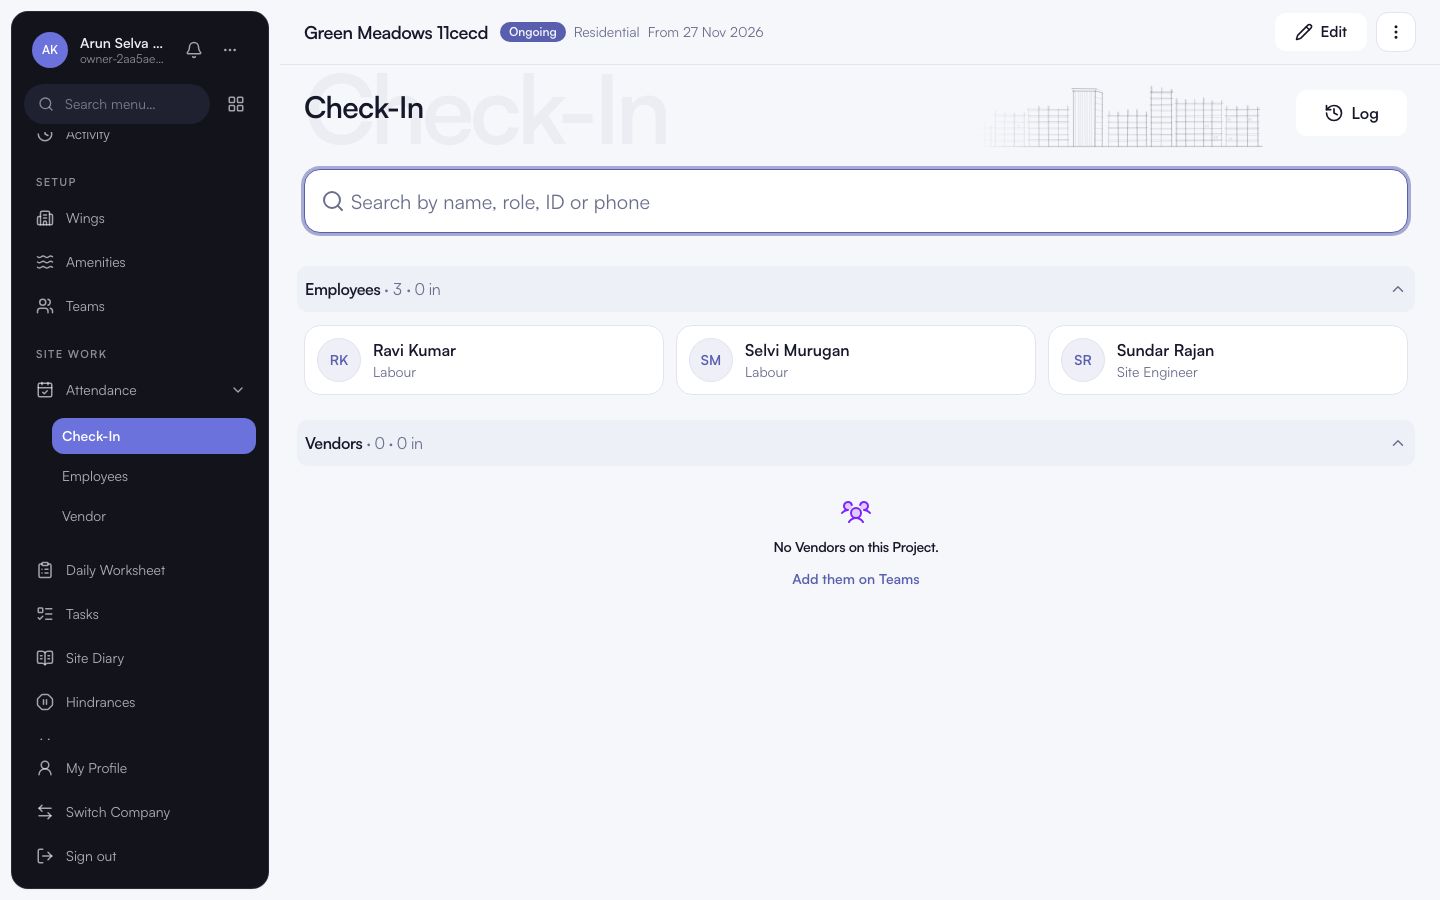 Arun Selva ...
owner-2aa5ae...
Search menu...
Activity
SETUP
Wings
Amenities
Teams
SITE WORK
Attendance
Check-In
Employees
Vendor
Daily Worksheet
Tasks
Site Diary
Hindrances
My Profile
Switch Company
Sign out
AK
Green Meadows 11cecd
Ongoing
Residential From 27 Nov 2026
Edit
Check-In
Check-In
Log
Search by name, role, ID or phone
Employees · 3 · 0 in
RK
Ravi Kumar
Labour
SM
Selvi Murugan
Labour
SR
Sundar Rajan
Site Engineer
Vendors · 0 · 0 in
No Vendors on this Project.
Add them on Teams